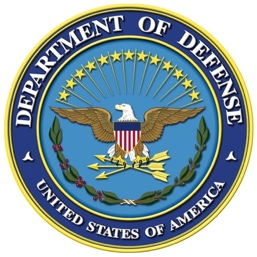 DEPARTMENT OF DEFENSE
UNITED STATES OF AMERICA